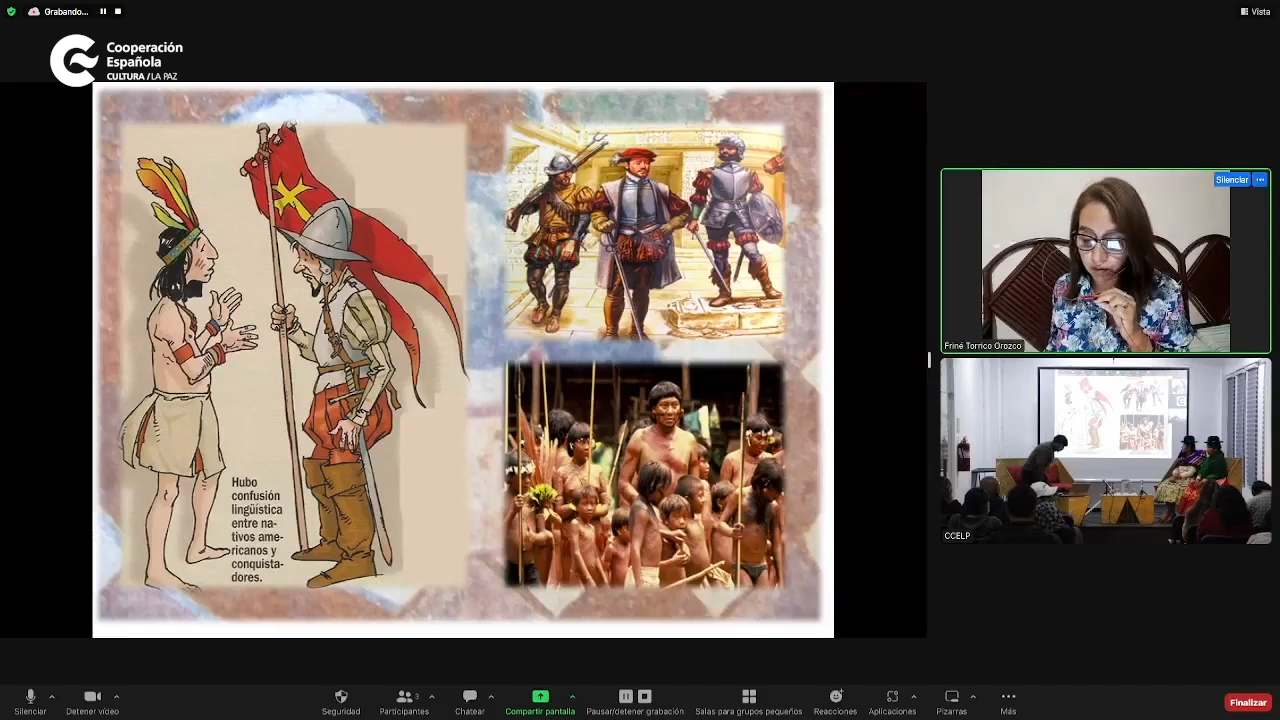 Grabando...
Vista
Cooperación
Española
CULTURA / LA PAZ
Hubo
confusión
lingüística
entre na-
tivos ame-
ricanos y
conquista-
dores.
Silenciar
Friné Torrico Orozco
CCELP
Silenciar
Detener vídeo
Seguridad
Participantes
3
Chatear
Compartir pantalla
Pausar/detener grabación
Salas para grupos pequeños
Reacciones
Aplicaciones
Pizarras
Más
Finalizar